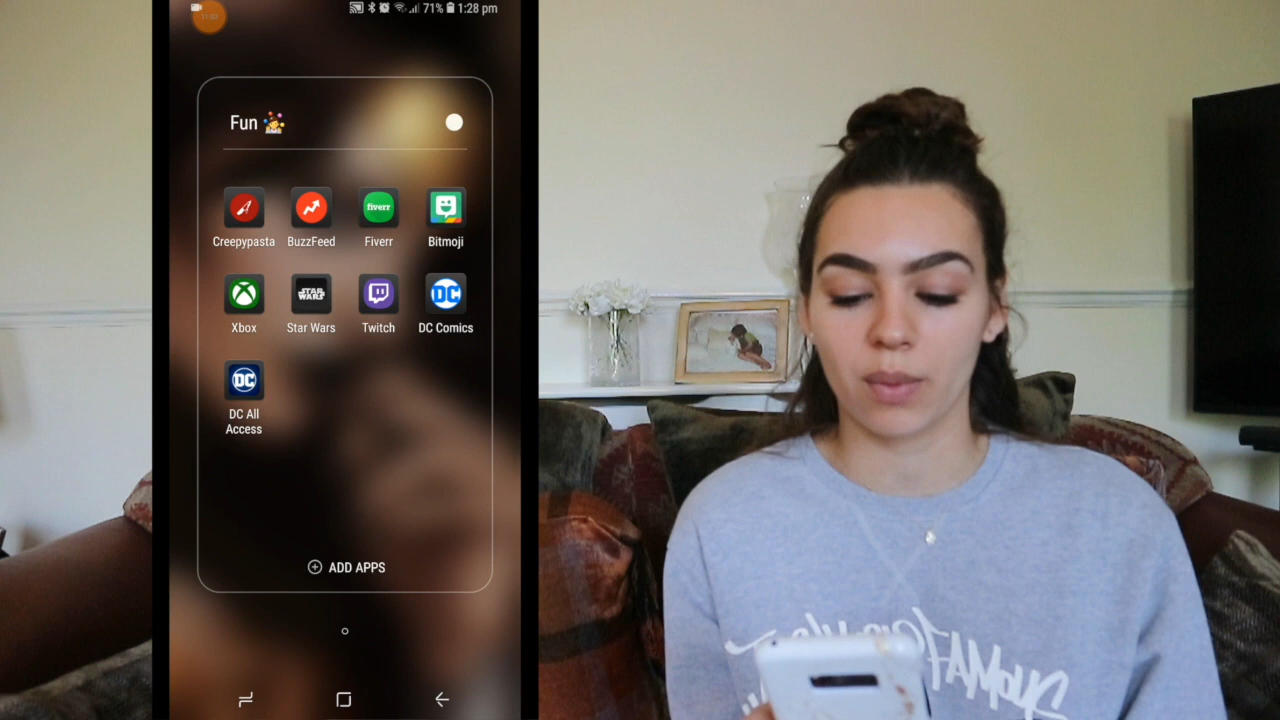 71% 1:28 pm
Fun
fiverr
Creepypasta BuzzFeed Fiverr Bitmoji
STAR WARS DC
Xbox Star Wars Twitch DC Comics
DC
DC All Access
ADD APPS
FAMOUS